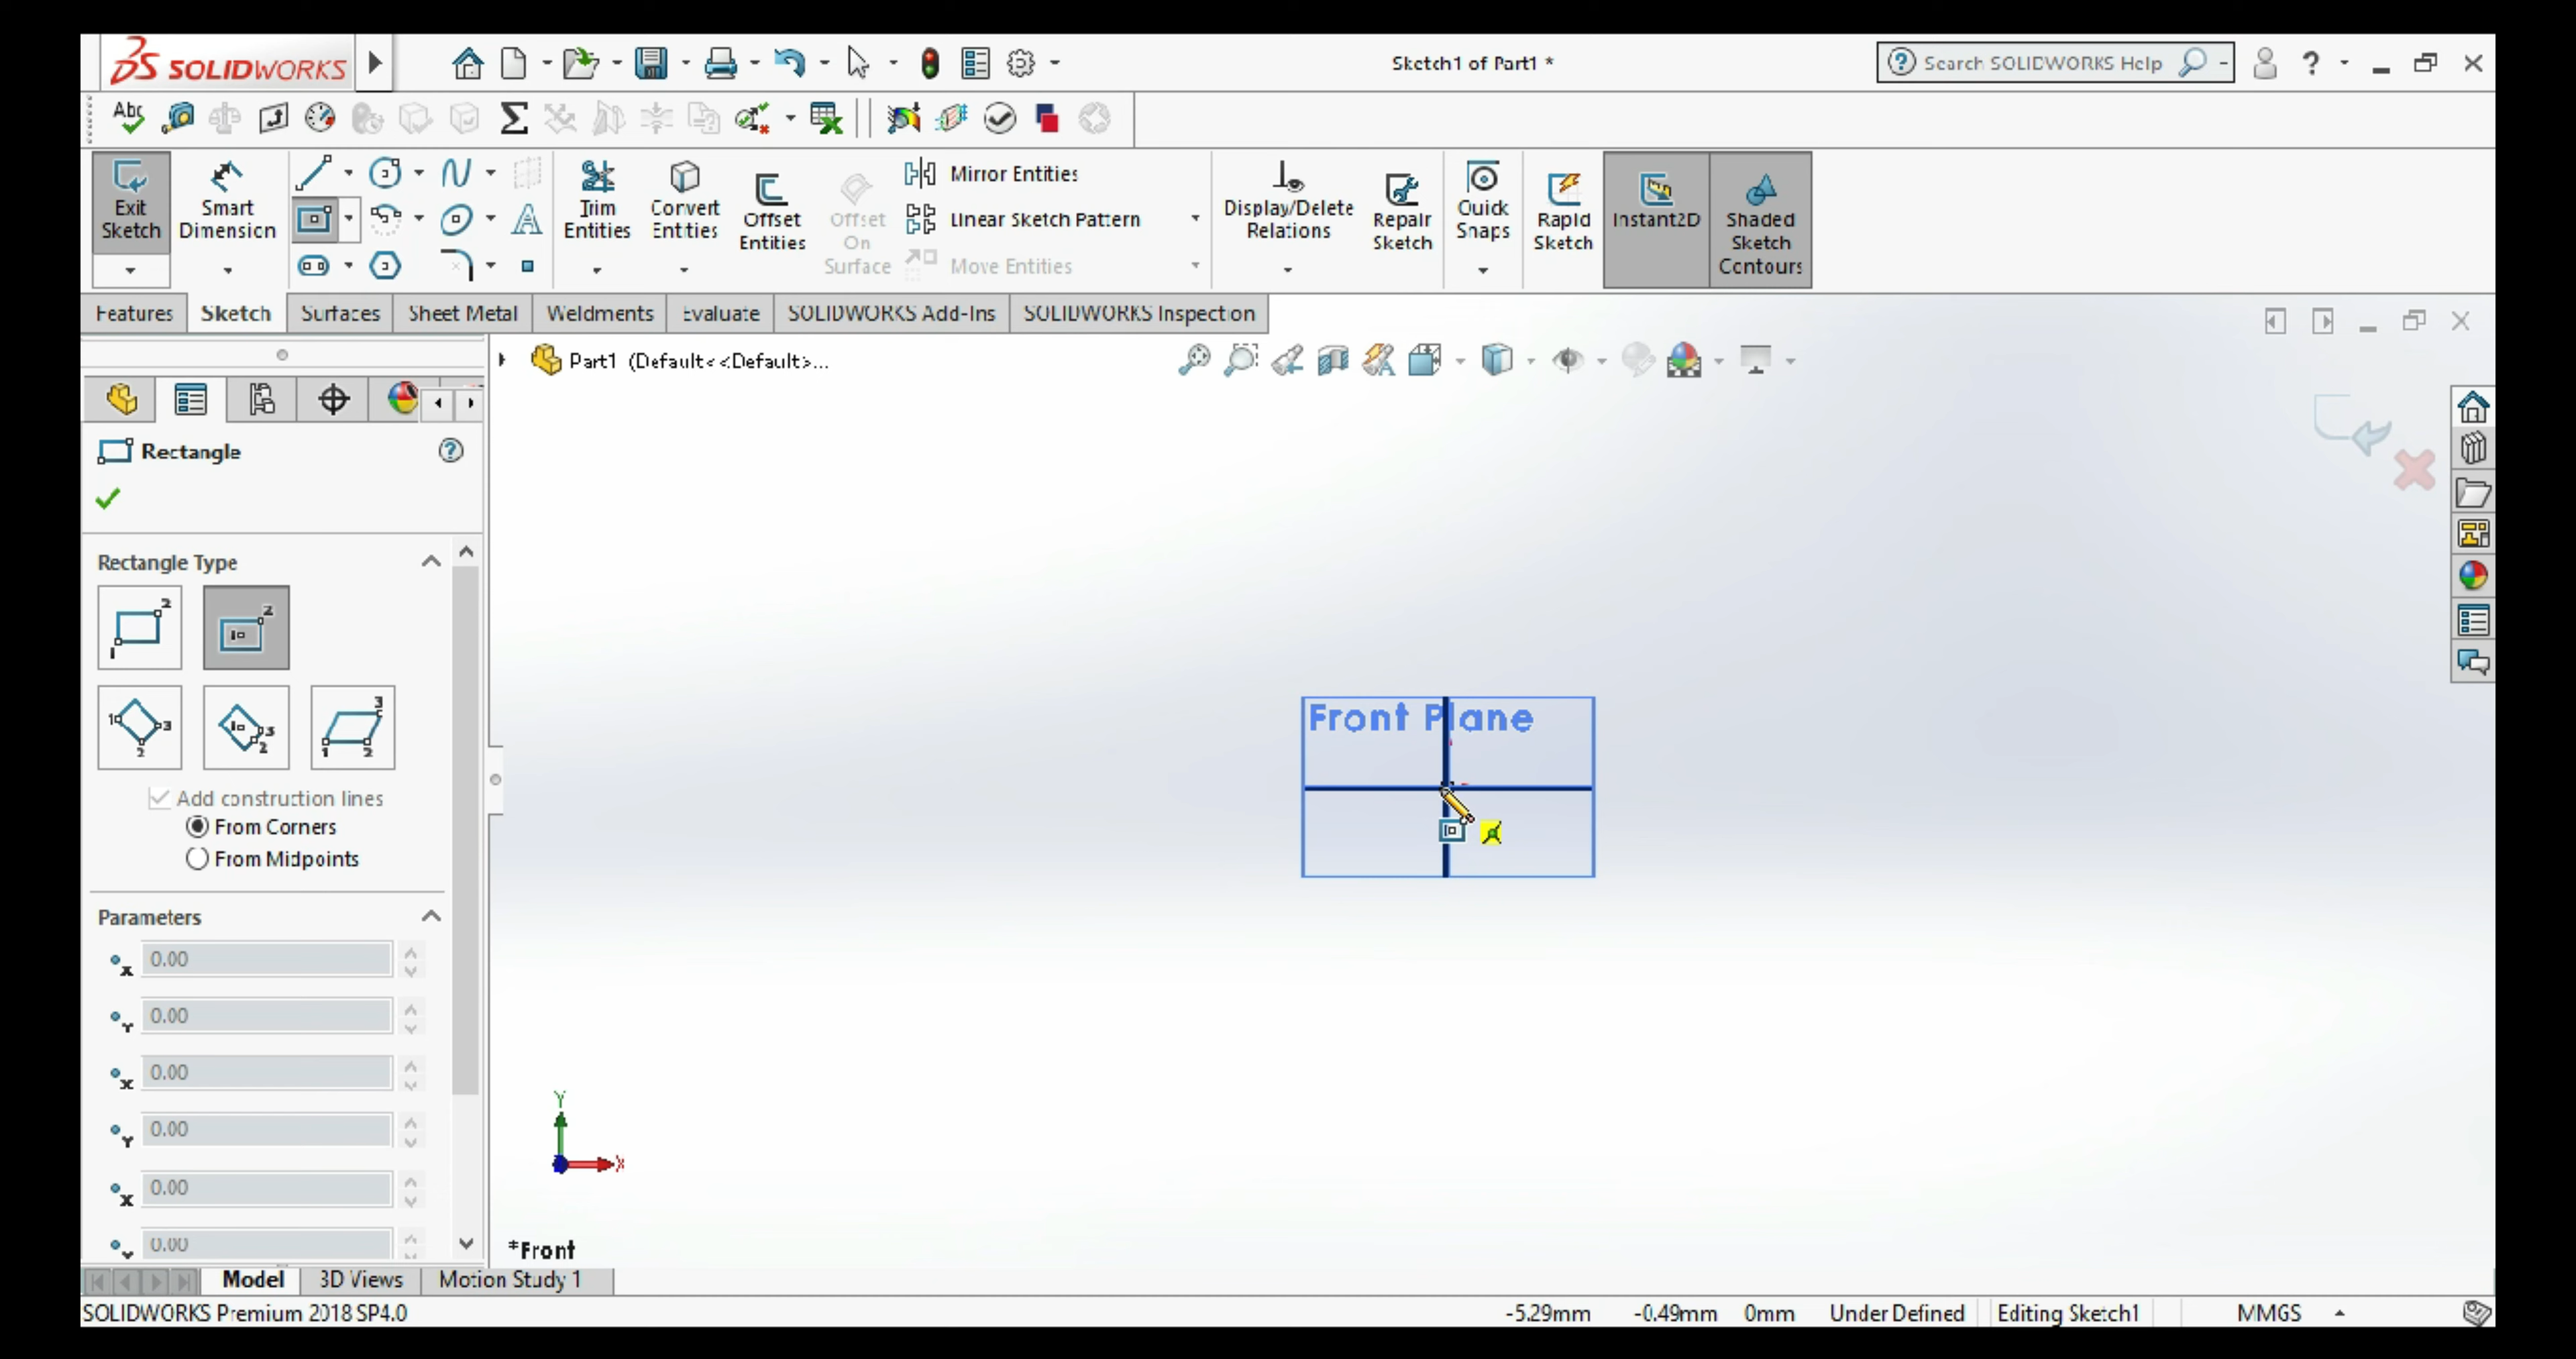 SOLIDWORKS
Sketch1 of Part1 *
Search SOLIDWORKS Help
Exit Sketch
Smart Dimension
Trim Entities
Convert Entities
Offset Entities
Offset On Surface
Mirror Entities
Linear Sketch Pattern
Move Entities
Display/Delete Relations
Repair Sketch
Quick Snaps
Rapid Sketch
Instant2D
Shaded Sketch Contours
Features Sketch Surfaces Sheet Metal Weldments Evaluate SOLIDWORKS Add-Ins SOLIDWORKS Inspection
Part1 (Default<<Default>...
Rectangle
Rectangle Type
Add construction lines
From Corners
From Midpoints
Parameters
X 0.00
Y 0.00
X 0.00
Y 0.00
X 0.00
Y 0.00
Front Plane
Y
X
*Front
Model 3D Views Motion Study 1
SOLIDWORKS Premium 2018 SP4.0
-5.29mm -0.49mm 0mm Under Defined Editing Sketch1 MMGS